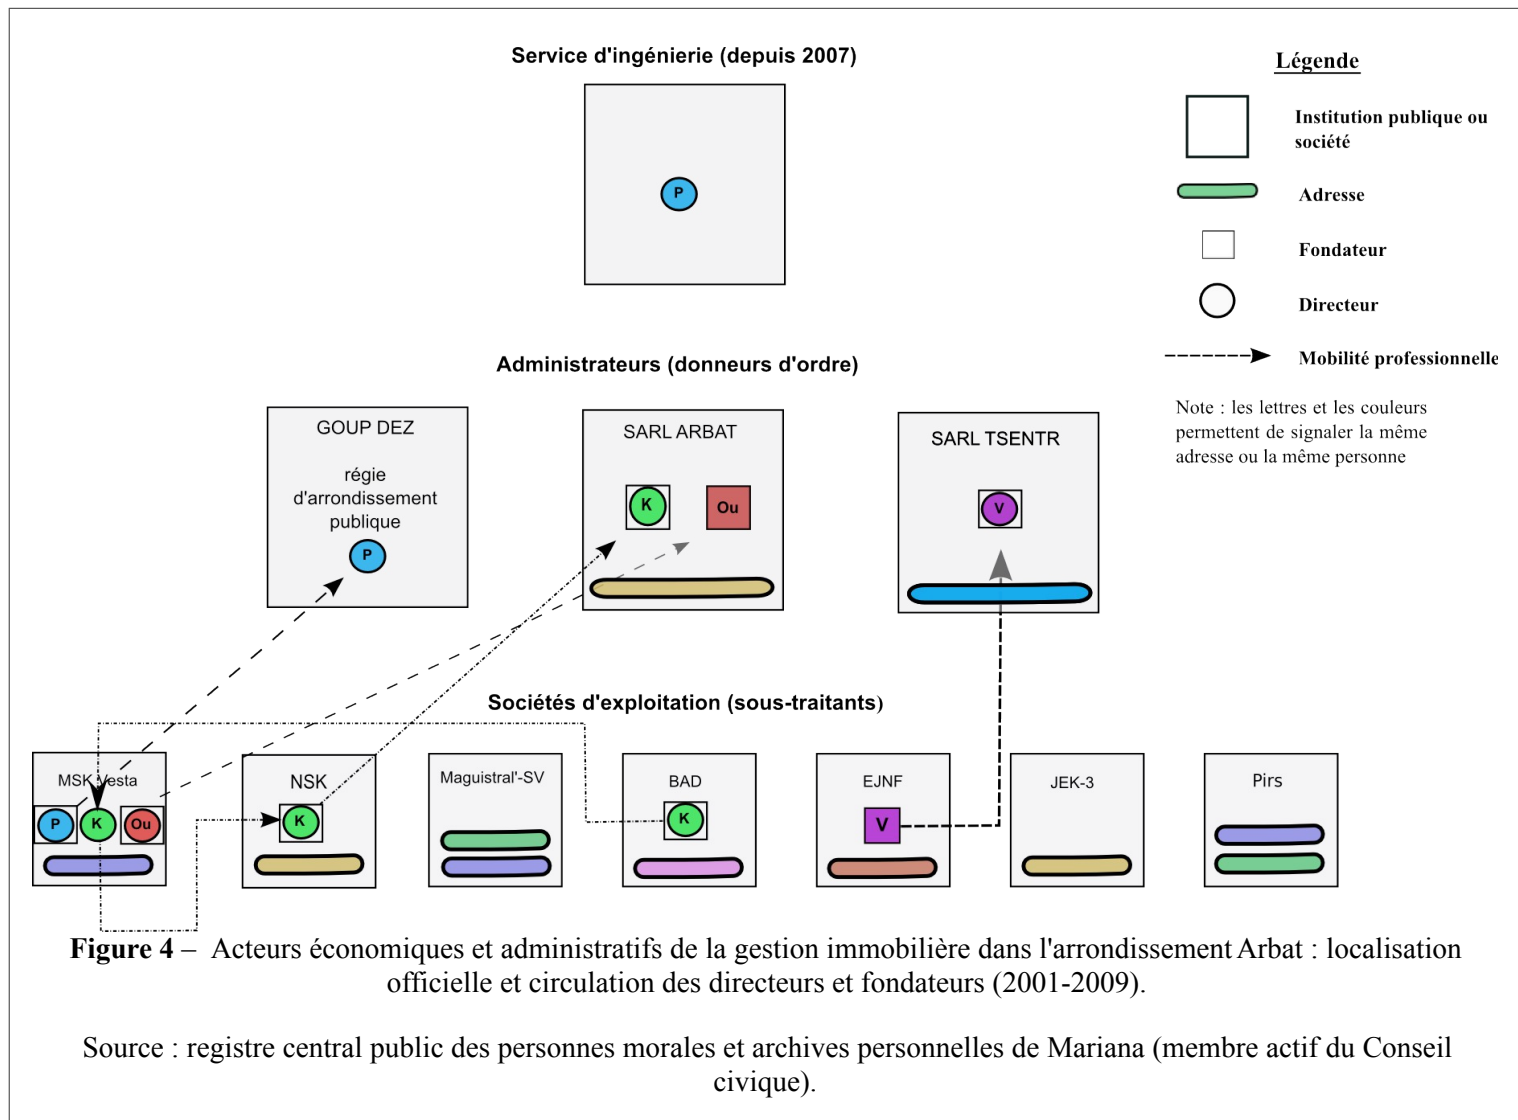 Service d'ingénierie (depuis 2007)
P
Légende
Institution publique ou
société
Adresse
Fondateur
Directeur
Mobilité professionnelle
Note : les lettres et les couleurs
permettent de signaler la même
adresse ou la même personne
Administrateurs (donneurs d'ordre)
GOUP DEZ
régie
d'arrondissement
publique
P
SARL ARBAT
K
Ou
SARL TSENTR
V
Sociétés d'exploitation (sous-traitants)
MSK Vesta
P
K
Ou
NSK
K
Maguistral'-SV
BAD
K
EJNF
V
JEK-3
Pirs
Figure 4 – Acteurs économiques et administratifs de la gestion immobilière dans l'arrondissement Arbat : localisation
officielle et circulation des directeurs et fondateurs (2001-2009).
Source : registre central public des personnes morales et archives personnelles de Mariana (membre actif du Conseil
civique).